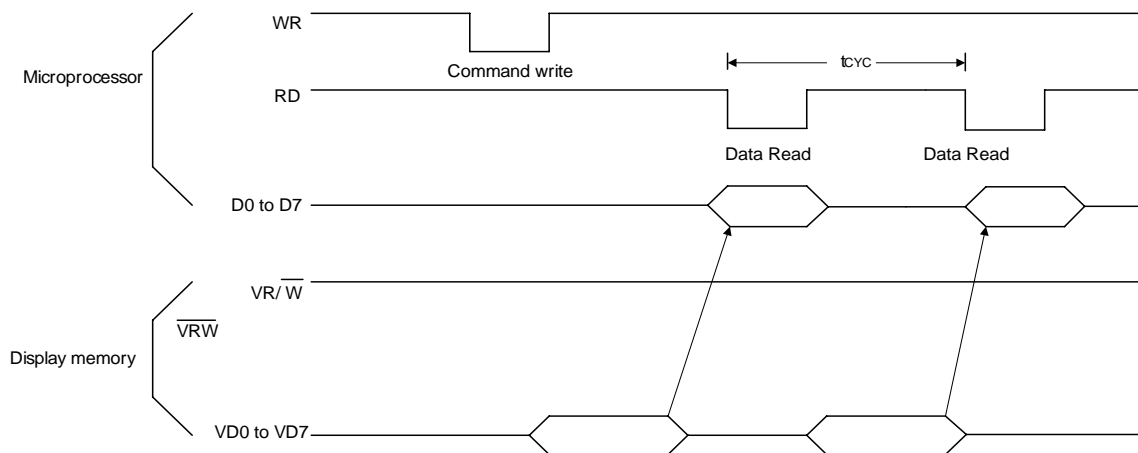 WR
Command write
tCYC
Microprocessor
RD
Data Read
Data Read
D0 to D7
VR/W̅
V̅R̅W̅
Display memory
VD0 to VD7